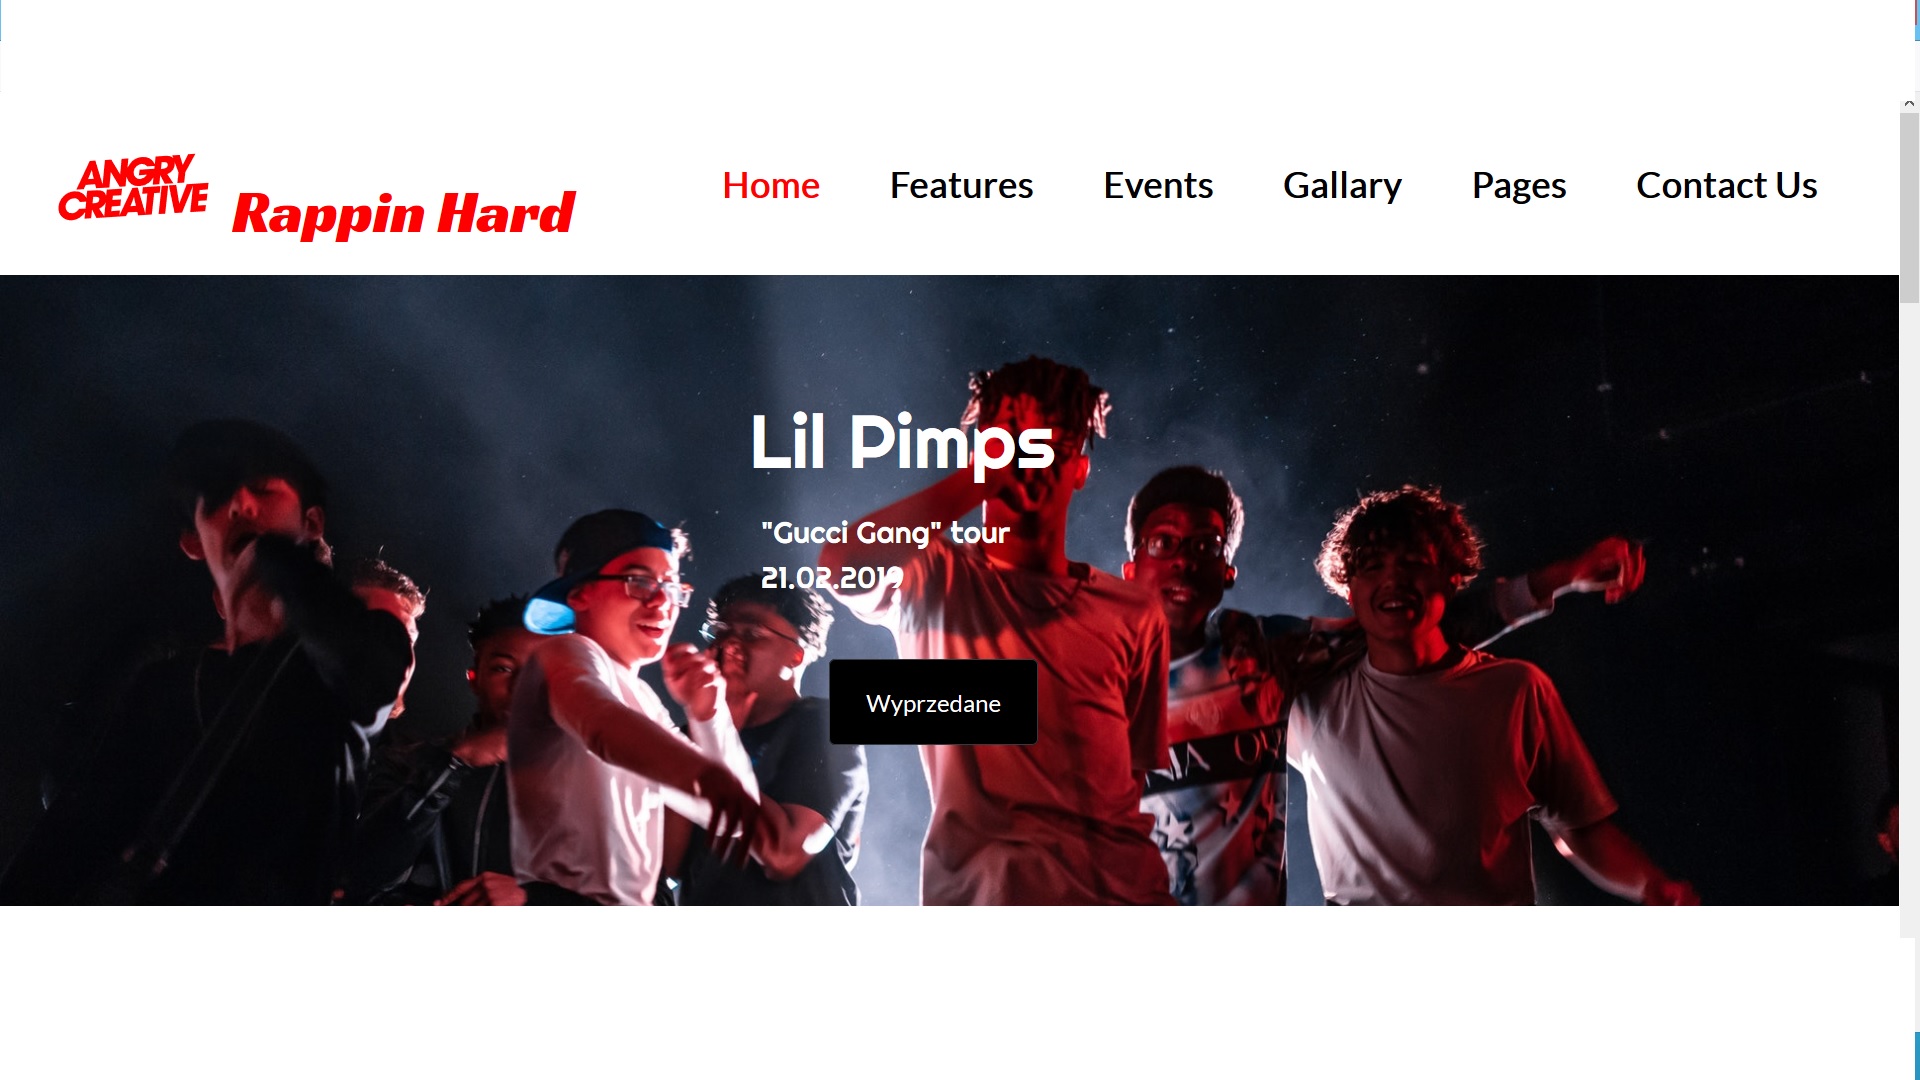 ANGRY
CREATIVE
Rappin Hard
Home
Features
Events
Gallary
Pages
Contact Us
Lil Pimps
"Gucci Gang" tour
21.02.2019
Wyprzedane